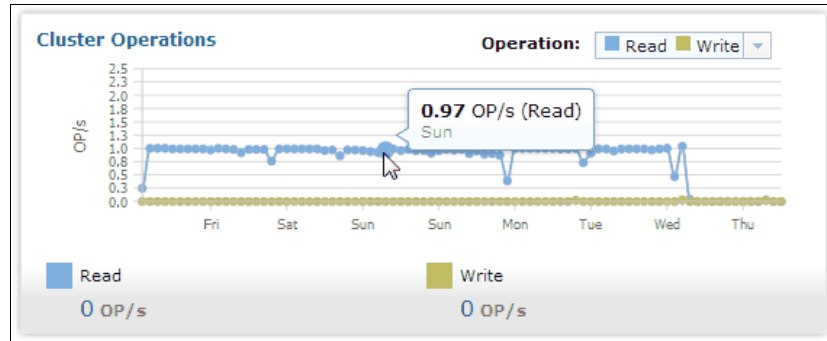 Cluster Operations
Operation: Read Write
2.5
2.3
2.0
1.8
1.5
1.3
1.0
0.8
0.5
0.3
0.0
OP/s
0.97 OP/s (Read)
Sun
Fri Sat Sun Sun Mon Tue Wed Thu
Read Write
0 OP/s 0 OP/s